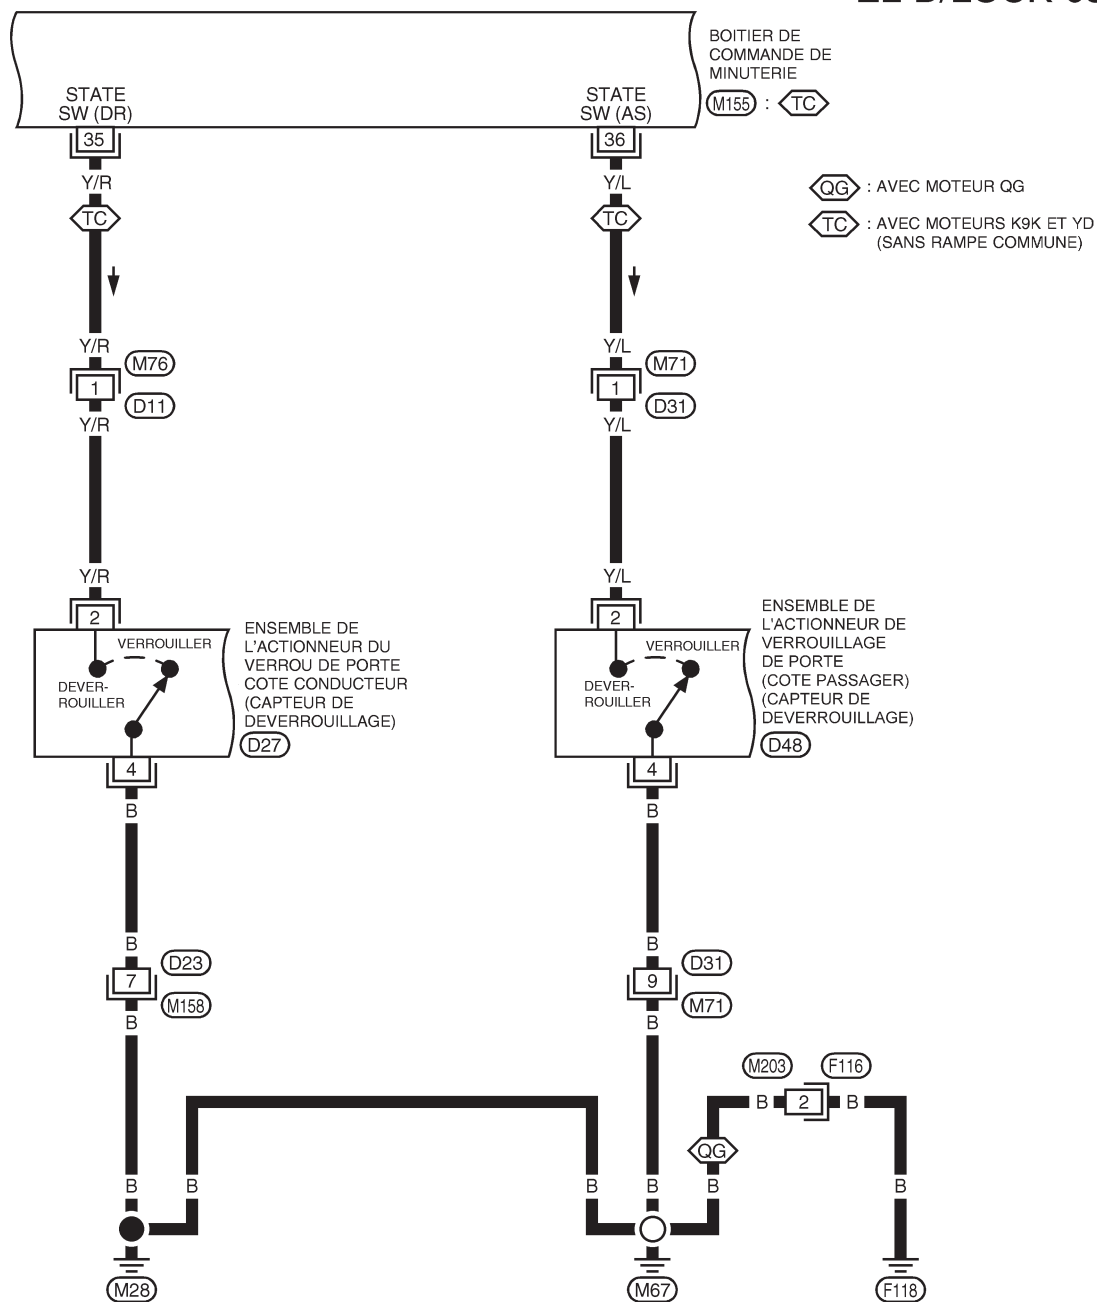 BOITIER DE
COMMANDE DE
MINUTERIE
M155 : TC
STATE
SW (DR)
STATE
SW (AS)
35
36
Y/R
Y/L
TC
TC
QG : AVEC MOTEUR QG
TC : AVEC MOTEURS K9K ET YD
(SANS RAMPE COMMUNE)
Y/R
Y/L
M76
M71
1
1
D11
D31
Y/R
Y/L
Y/R
Y/L
2
2
VERROUILLER
DEVER-
ROUILLER
ENSEMBLE DE
L'ACTIONNEUR DU
VERROU DE PORTE
COTE CONDUCTEUR
(CAPTEUR DE
DEVERROUILLAGE)
D27
VERROUILLER
DEVER-
ROUILLER
ENSEMBLE DE
L'ACTIONNEUR DE
VERROUILLAGE
DE PORTE
(COTE PASSAGER)
(CAPTEUR DE
DEVERROUILLAGE)
D48
4
4
B
B
B
B
D23
D31
7
9
M158
M71
B
B
M203
F116
B
2
B
QG
B
B
B
B
B
B
M28
M67
F118